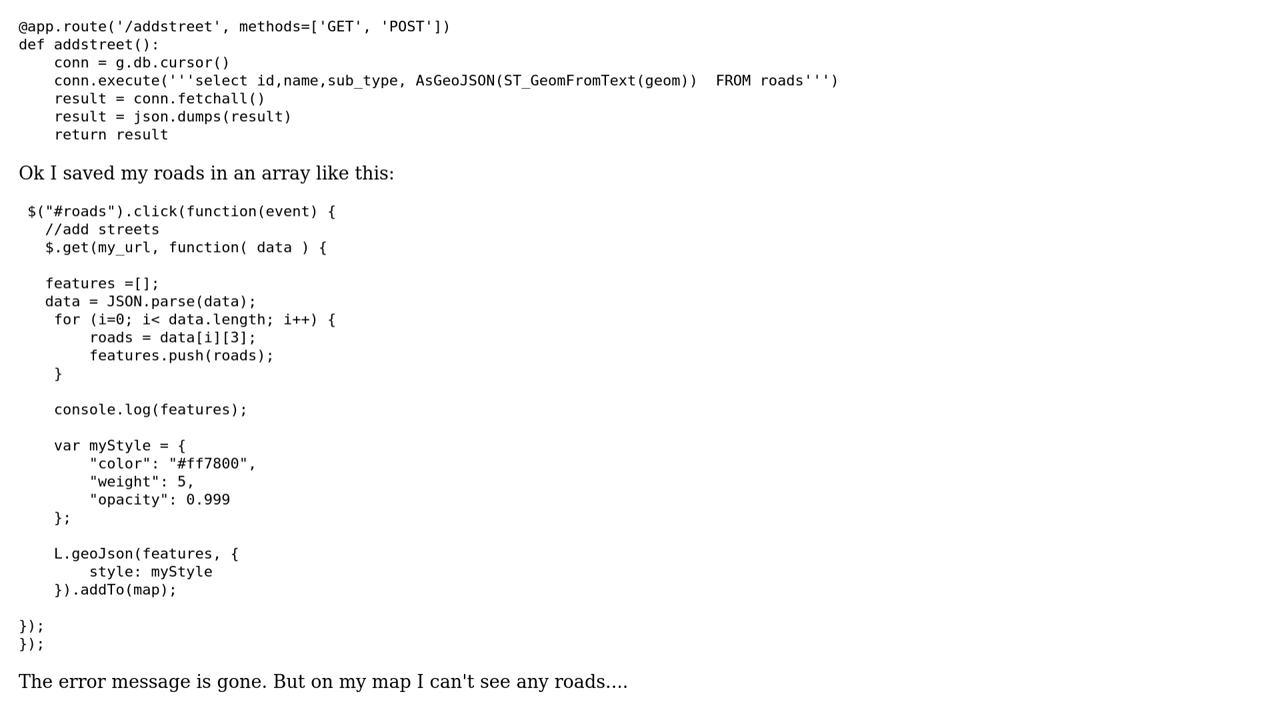 @app.route('/addstreet', methods=['GET', 'POST'])
def addstreet():
    conn = g.db.cursor()
    conn.execute('''select id,name,sub_type, AsGeoJSON(ST_GeomFromText(geom))  FROM roads''')
    result = conn.fetchall()
    result = json.dumps(result)
    return result
Ok I saved my roads in an array like this:
 $("#roads").click(function(event) {
   //add streets
   $.get(my_url, function( data ) {
   features =[];
   data = JSON.parse(data);
    for (i=0; i< data.length; i++) {
        roads = data[i][3];
        features.push(roads);
    }
    console.log(features);
    var myStyle = {
        "color": "#ff7800",
        "weight": 5,
        "opacity": 0.999
    };
    L.geoJson(features, {
        style: myStyle
    }).addTo(map);
});
});
The error message is gone. But on my map I can't see any roads....